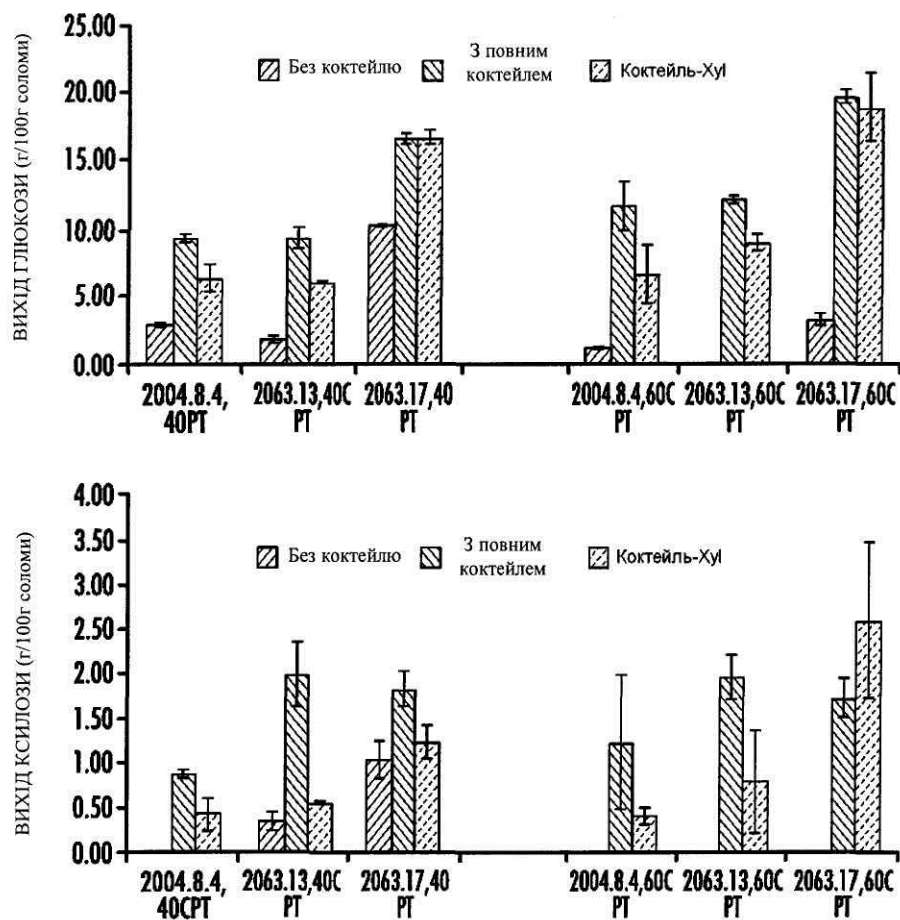 ВИХІД ГЛЮКОЗИ (г/100г соломи)
25.00
20.00
15.00
10.00
5.00
0.00
Без коктейлю
З повним
коктейлем
Коктейль-Xyl
2004.8.4, 2063.13,40C 2063.17,40 2004.8.4,60C 2063.13,60C 2063.17,60C
40PT PT PT PT PT PT
ВИХІД КСИЛОЗИ (г/100г соломи)
4.00
3.50
3.00
2.50
2.00
1.50
1.00
0.50
0.00
Без коктейлю
З повним
коктейлем
Коктейль-Xyl
2004.8.4, 2063.13,40C 2063.17,40 2004.8.4,60C 2063.13,60C 2063.17,60C
40CPT PT PT PT PT PT